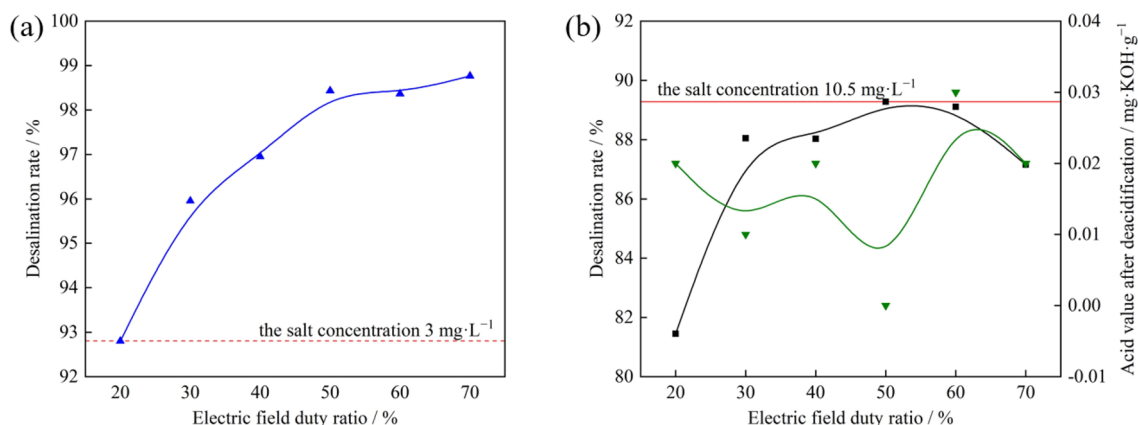 (a)
100
99
98
97
96
95
94
93
92
Desalination rate / %
the salt concentration 3 mg·L−1
20 30 40 50 60 70
Electric field duty ratio / %
(b)
92
90
88
86
84
82
80
Desalination rate / %
the salt concentration 10.5 mg·L−1
20 30 40 50 60 70
Electric field duty ratio / %
0.04
0.03
0.02
0.01
0.00
-0.01
Acid value after deacidification / mg·KOH·g−1